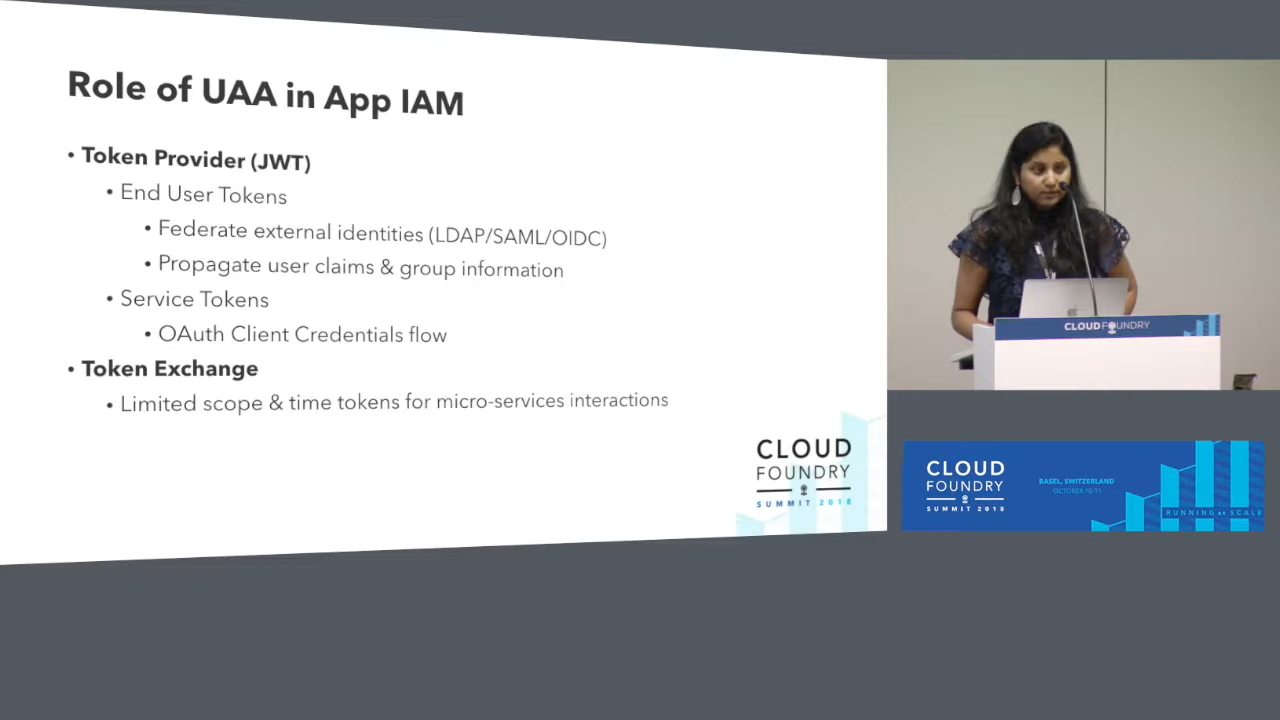 Role of UAA in App IAM
• Token Provider (JWT)
• End User Tokens
• Federate external identities (LDAP/SAML/OIDC)
• Propagate user claims & group information
• Service Tokens
• OAuth Client Credentials flow
• Token Exchange
• Limited scope & time tokens for micro-services interactions
CLOUD
FOUNDRY
SUMMIT 2018
CLOUDFOUNDRY
CLOUD
FOUNDRY
SUMMIT 2018
BASEL, SWITZERLAND
OCTOBER 10-11
RUNNING at SCALE